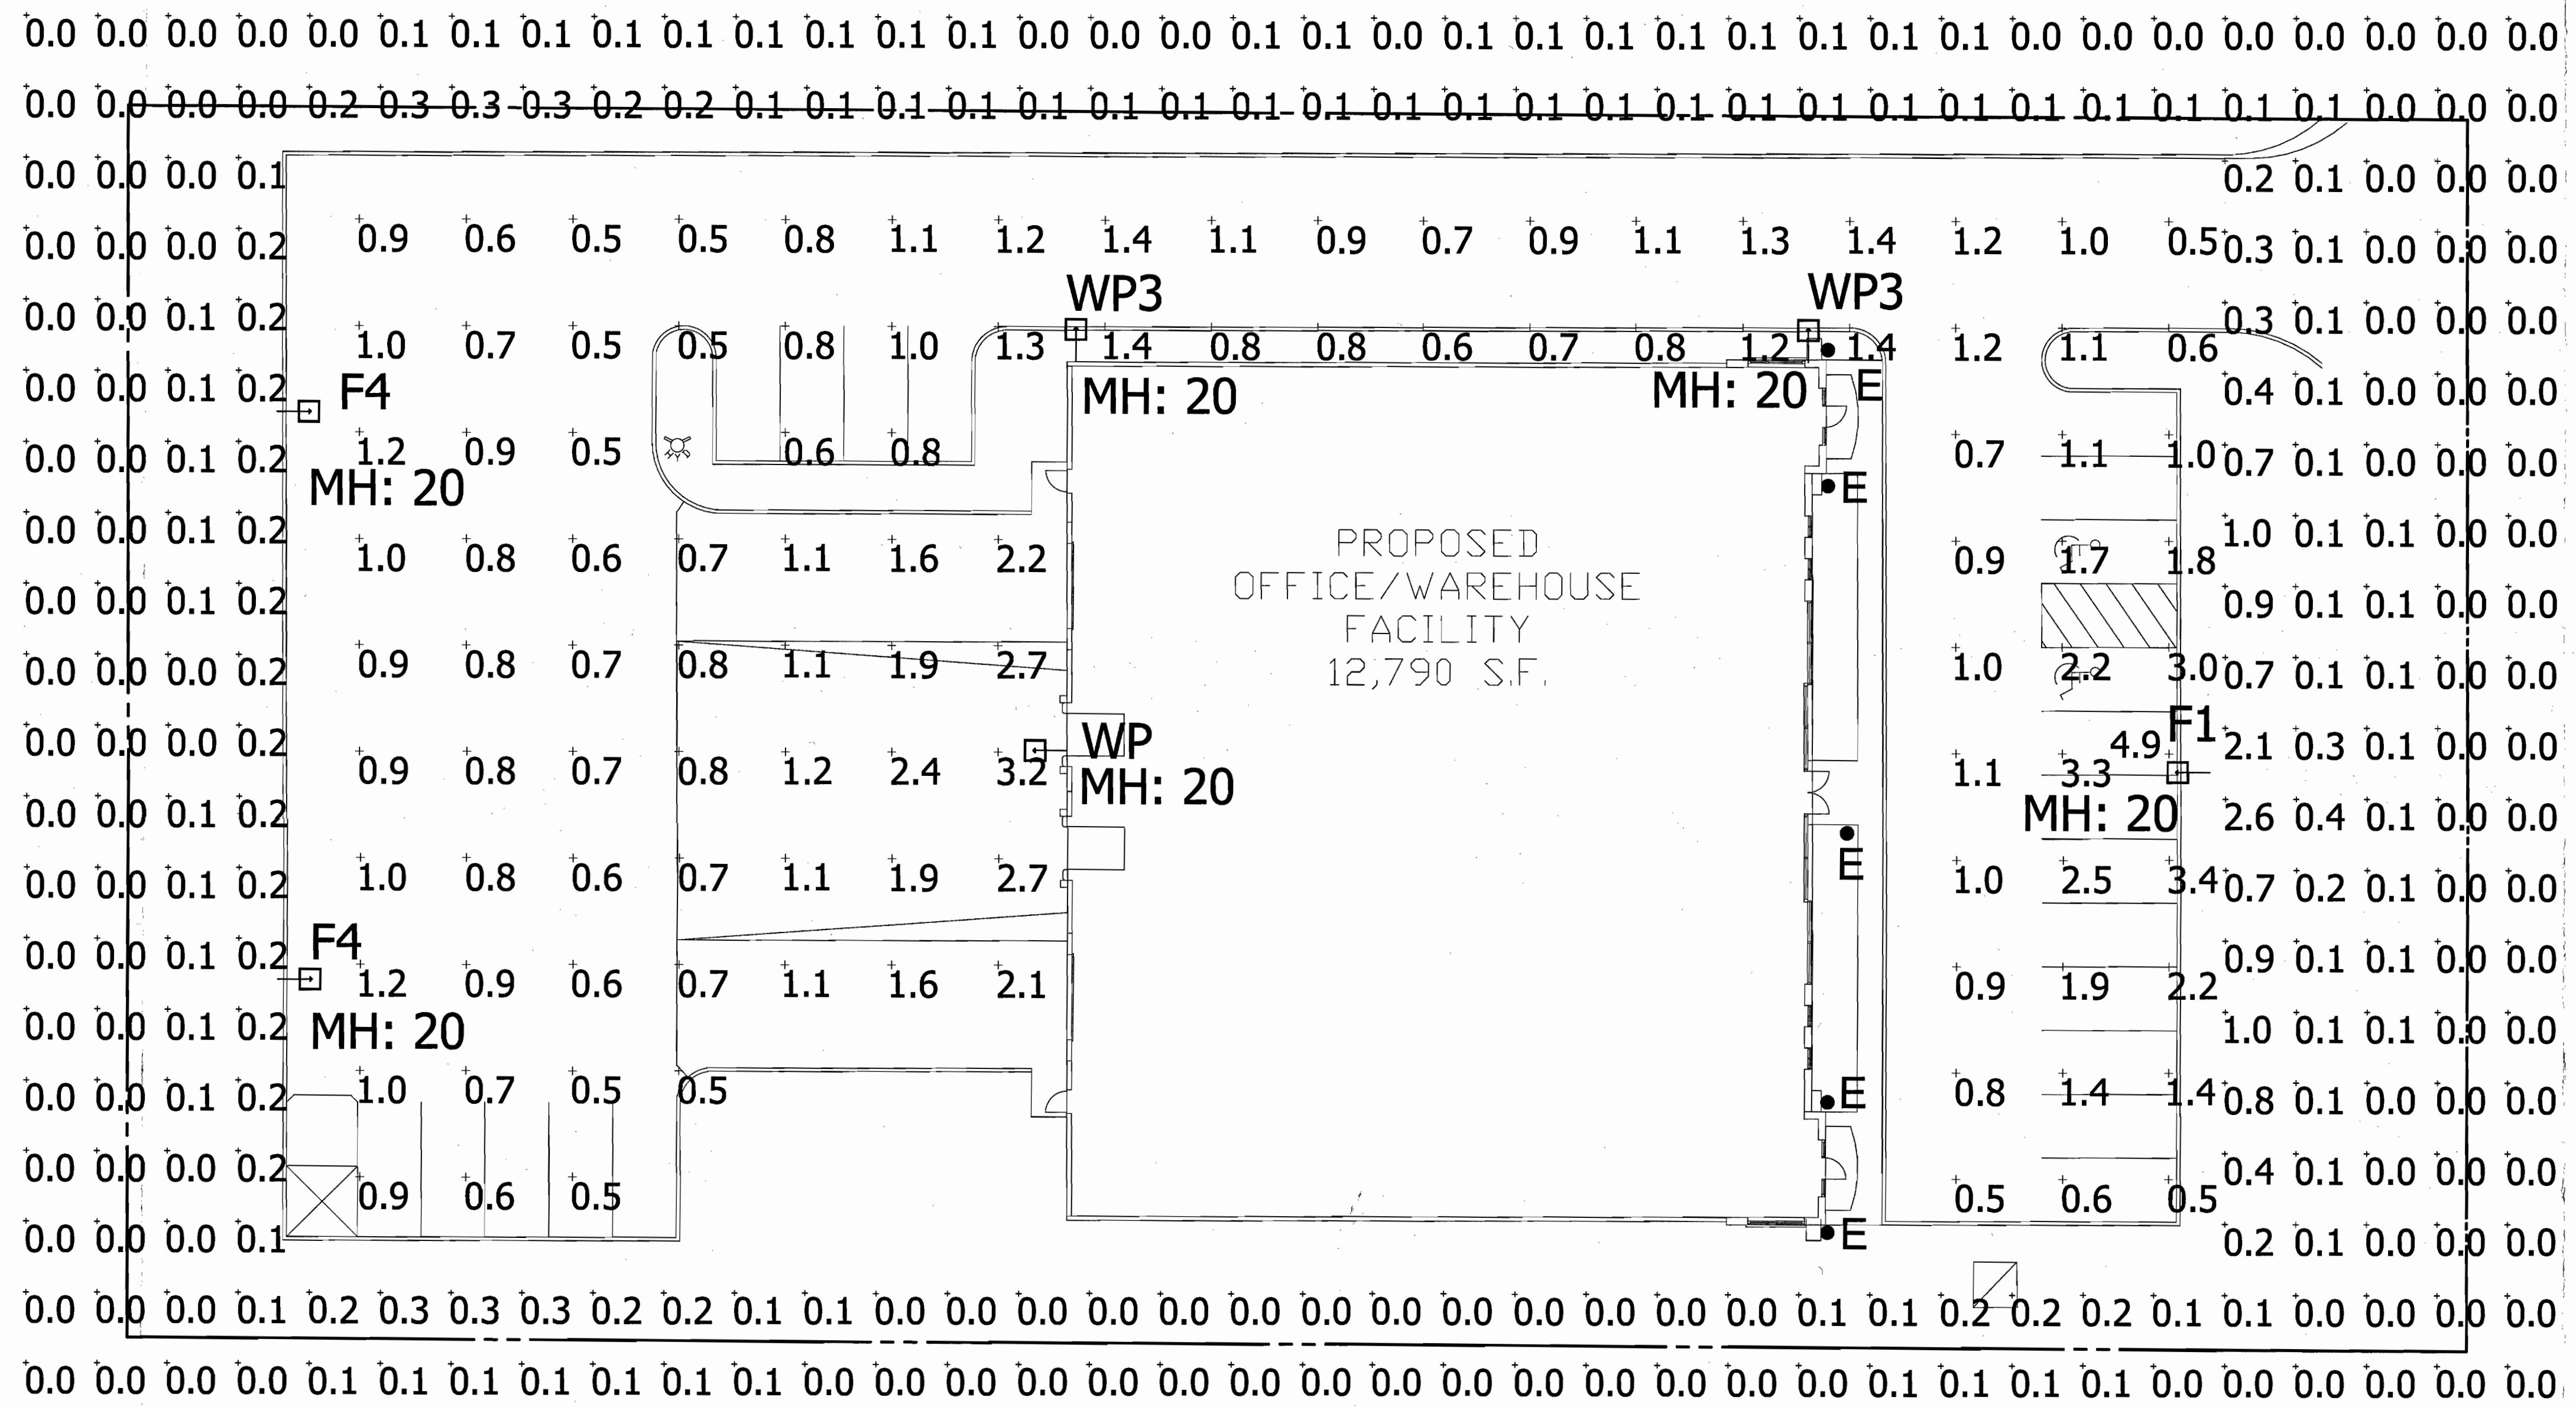 0.0 0.0 0.0 0.0 0.0 0.1 0.1 0.1 0.1 0.1 0.1 0.1 0.1 0.1 0.0 0.0 0.0 0.1 0.1 0.0 0.1 0.1 0.1 0.1 0.1 0.1 0.1 0.1 0.0 0.0 0.0 0.0 0.0 0.0 0.0 0.0
0.0 0.0 0.0 0.0 0.2 0.3 0.3 0.3 0.2 0.2 0.1 0.1 0.1 0.1 0.1 0.1 0.1 0.1 0.1 0.1 0.1 0.1 0.1 0.1 0.1 0.1 0.1 0.1 0.1 0.1 0.1 0.1 0.1 0.0 0.0 0.0
0.0 0.0 0.0 0.1 0.2 0.1 0.0 0.0 0.0
0.0 0.0 0.0 0.2 0.9 0.6 0.5 0.5 0.8 1.1 1.2 1.4 1.1 0.9 0.7 0.9 1.1 1.3 1.4 1.2 1.0 0.5 0.3 0.1 0.0 0.0 0.0
WP3 WP3
0.0 0.0 0.1 0.2 0.3 0.1 0.0 0.0 0.0
1.0 0.7 0.5 0.5 0.8 1.0 1.3 1.4 0.8 0.8 0.6 0.7 0.8 1.2 1.4 1.2 1.1 0.6
0.0 0.0 0.1 0.2 F4 MH: 20 MH: 20 E 0.4 0.1 0.0 0.0 0.0
0.0 0.0 0.1 0.2 1.2 0.9 0.5 0.6 0.8 0.7 1.1 1.0 0.7 0.1 0.0 0.0 0.0
MH: 20 E
0.0 0.0 0.1 0.2 PROPOSED 1.0 0.1 0.1 0.0 0.0
1.0 0.8 0.6 0.7 1.1 1.6 2.2 0.9 1.7 1.8
OFFICE/WAREHOUSE
0.0 0.0 0.1 0.2 0.9 0.1 0.1 0.0 0.0
FACILITY
0.0 0.0 0.0 0.2 0.9 0.8 0.7 0.8 1.1 1.9 2.7 12,790 S.F. 1.0 2.2 3.0 0.7 0.1 0.1 0.0 0.0
F1
0.0 0.0 0.0 0.2 WP 4.9 2.1 0.3 0.1 0.0 0.0
0.9 0.8 0.7 0.8 1.2 2.4 3.2 MH: 20 1.1 3.3
0.0 0.0 0.1 0.2 MH: 20 2.6 0.4 0.1 0.0 0.0
E
0.0 0.0 0.1 0.2 1.0 0.8 0.6 0.7 1.1 1.9 2.7 1.0 2.5 3.4 0.7 0.2 0.1 0.0 0.0
F4
0.0 0.0 0.1 0.2 0.9 0.1 0.1 0.0 0.0
1.2 0.9 0.6 0.7 1.1 1.6 2.1 0.9 1.9 2.2
0.0 0.0 0.1 0.2 MH: 20 1.0 0.1 0.1 0.0 0.0
0.0 0.0 0.1 0.2 1.0 0.7 0.5 0.5 E 0.8 1.4 1.4 0.8 0.1 0.0 0.0 0.0
0.0 0.0 0.0 0.2 0.4 0.1 0.0 0.0 0.0
0.9 0.6 0.5 0.5 0.6 0.5
0.0 0.0 0.0 0.1 E 0.2 0.1 0.0 0.0 0.0
0.0 0.0 0.0 0.1 0.2 0.3 0.3 0.3 0.2 0.2 0.1 0.1 0.0 0.0 0.0 0.0 0.0 0.0 0.0 0.0 0.0 0.0 0.0 0.0 0.0 0.1 0.1 0.2 0.2 0.2 0.1 0.1 0.0 0.0 0.0 0.0
0.0 0.0 0.0 0.0 0.1 0.1 0.1 0.1 0.1 0.1 0.1 0.0 0.0 0.0 0.0 0.0 0.0 0.0 0.0 0.0 0.0 0.0 0.0 0.0 0.0 0.0 0.1 0.1 0.1 0.1 0.0 0.0 0.0 0.0 0.0 0.0